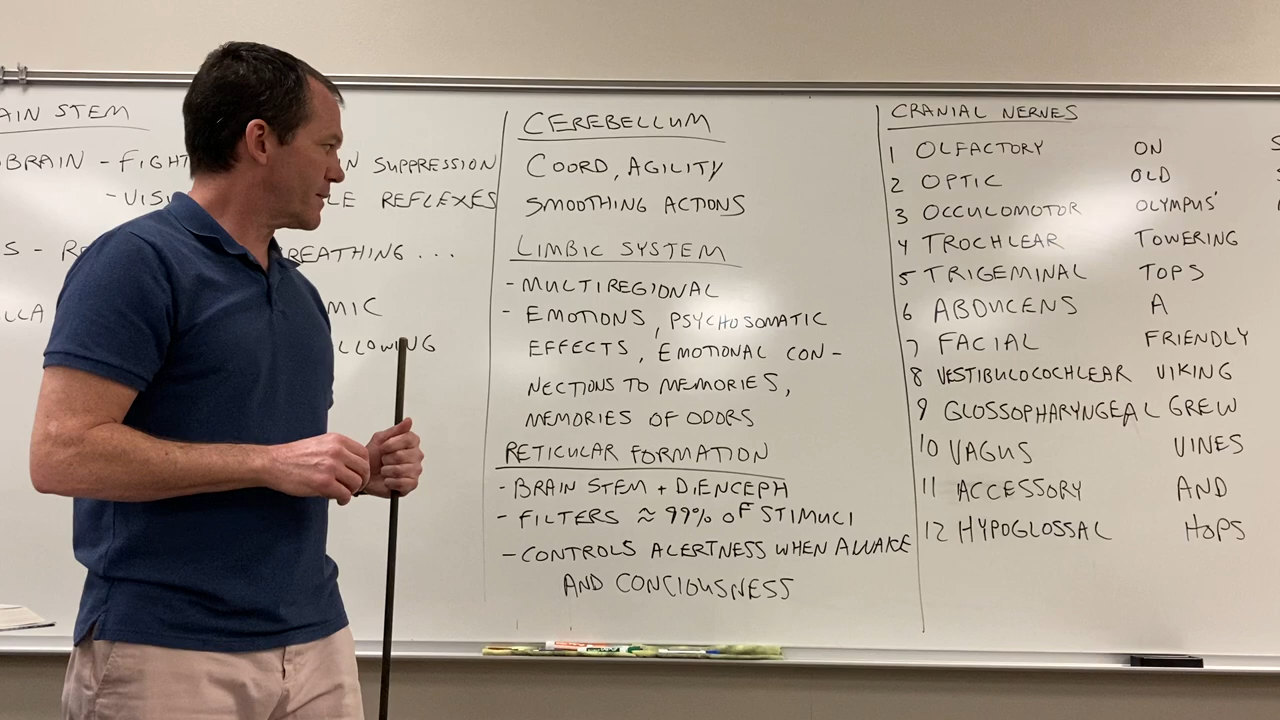 AIN STEM
BRAIN - FIGHT N SUPPRESSION
- VISU LE REFLEXES
S - RE BREATHING ...
LLA MIC
LLOWING
CEREBELLUM
COORD, AGILITY
SMOOTHING ACTIONS
LIMBIC SYSTEM
- MULTIREGIONAL
- EMOTIONS, PSYCHOSOMATIC
EFFECTS, EMOTIONAL CON-
NECTIONS TO MEMORIES,
MEMORIES OF ODORS
RETICULAR FORMATION
- BRAIN STEM + DIENCEPH
- FILTERS ≈ 99% OF STIMULI
- CONTROLS ALERTNESS WHEN AWAKE
AND CONCIOUSNESS
CRANIAL NERVES
1 OLFACTORY ON
2 OPTIC OLD
3 OCCULOMOTOR OLYMPUS'
4 TROCHLEAR TOWERING
5 TRIGEMINAL TOPS
6 ABDUCENS A
7 FACIAL FRIENDLY
8 VESTIBULOCOCHLEAR VIKING
9 GLOSSOPHARYNGEAL GREW
10 VAGUS VINES
11 ACCESSORY AND
12 HYPOGLOSSAL HOPS